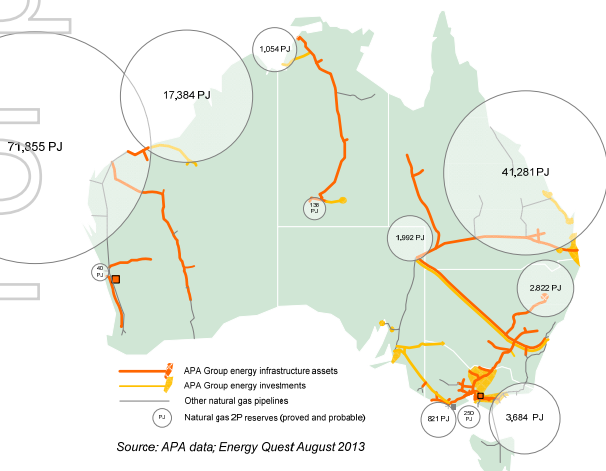 1,054 PJ
17,384 PJ
71,855 PJ
41,281 PJ
138
PJ
1,992 PJ
40
PJ
2,822 PJ
APA Group energy infrastructure assets
APA Group energy investments
Other natural gas pipelines
PJ
Natural gas 2P reserves (proved and probable)
821 PJ
250
PJ
3,684 PJ
Source: APA data; Energy Quest August 2013